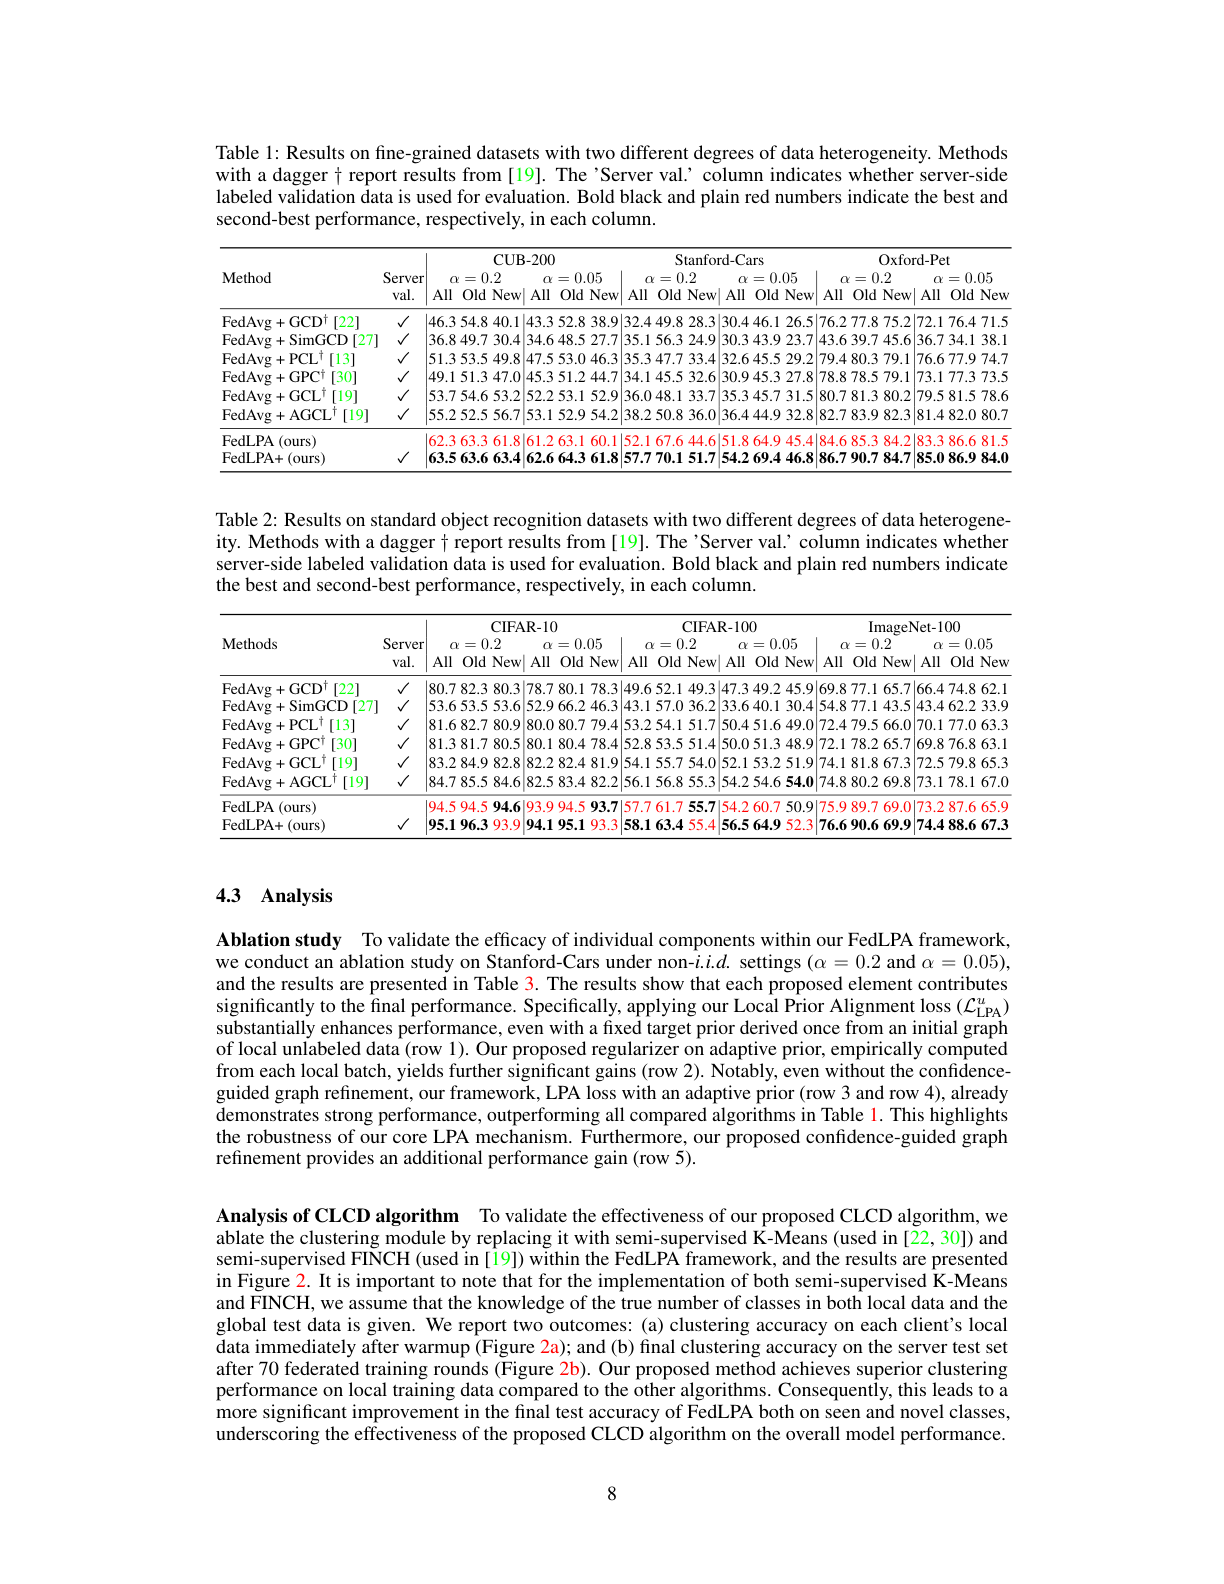 Table 1: Results on fine-grained datasets with two different degrees of data heterogeneity. Methods
with a dagger † report results from [19]. The ’Server val.’ column indicates whether server-side
labeled validation data is used for evaluation. Bold black and plain red numbers indicate the best and
second-best performance, respectively, in each column.
CUB-200 Stanford-Cars Oxford-Pet
Method Server α = 0.2 α = 0.05 α = 0.2 α = 0.05 α = 0.2 α = 0.05
val. All Old New All Old New All Old New All Old New All Old New All Old New
FedAvg + GCD† [22] ✓ 46.3 54.8 40.1 43.3 52.8 38.9 32.4 49.8 28.3 30.4 46.1 26.5 76.2 77.8 75.2 72.1 76.4 71.5
FedAvg + SimGCD [27] ✓ 36.8 49.7 30.4 34.6 48.5 27.7 35.1 56.3 24.9 30.3 43.9 23.7 43.6 39.7 45.6 36.7 34.1 38.1
FedAvg + PCL† [13] ✓ 51.3 53.5 49.8 47.5 53.0 46.3 35.3 47.7 33.4 32.6 45.5 29.2 79.4 80.3 79.1 76.6 77.9 74.7
FedAvg + GPC† [30] ✓ 49.1 51.3 47.0 45.3 51.2 44.7 34.1 45.5 32.6 30.9 45.3 27.8 78.8 78.5 79.1 73.1 77.3 73.5
FedAvg + GCL† [19] ✓ 53.7 54.6 53.2 52.2 53.1 52.9 36.0 48.1 33.7 35.3 45.7 31.5 80.7 81.3 80.2 79.5 81.5 78.6
FedAvg + AGCL† [19] ✓ 55.2 52.5 56.7 53.1 52.9 54.2 38.2 50.8 36.0 36.4 44.9 32.8 82.7 83.9 82.3 81.4 82.0 80.7
FedLPA (ours) 62.3 63.3 61.8 61.2 63.1 60.1 52.1 67.6 44.6 51.8 64.9 45.4 84.6 85.3 84.2 83.3 86.6 81.5
FedLPA+ (ours) ✓ 63.5 63.6 63.4 62.6 64.3 61.8 57.7 70.1 51.7 54.2 69.4 46.8 86.7 90.7 84.7 85.0 86.9 84.0
Table 2: Results on standard object recognition datasets with two different degrees of data heterogene-
ity. Methods with a dagger † report results from [19]. The ’Server val.’ column indicates whether
server-side labeled validation data is used for evaluation. Bold black and plain red numbers indicate
the best and second-best performance, respectively, in each column.
CIFAR-10 CIFAR-100 ImageNet-100
Methods Server α = 0.2 α = 0.05 α = 0.2 α = 0.05 α = 0.2 α = 0.05
val. All Old New All Old New All Old New All Old New All Old New All Old New
FedAvg + GCD† [22] ✓ 80.7 82.3 80.3 78.7 80.1 78.3 49.6 52.1 49.3 47.3 49.2 45.9 69.8 77.1 65.7 66.4 74.8 62.1
FedAvg + SimGCD [27] ✓ 53.6 53.5 53.6 52.9 66.2 46.3 43.1 57.0 36.2 33.6 40.1 30.4 54.8 77.1 43.5 43.4 62.2 33.9
FedAvg + PCL† [13] ✓ 81.6 82.7 80.9 80.0 80.7 79.4 53.2 54.1 51.7 50.4 51.6 49.0 72.4 79.5 66.0 70.1 77.0 63.3
FedAvg + GPC† [30] ✓ 81.3 81.7 80.5 80.1 80.4 78.4 52.8 53.5 51.4 50.0 51.3 48.9 72.1 78.2 65.7 69.8 76.8 63.1
FedAvg + GCL† [19] ✓ 83.2 84.9 82.8 82.2 82.4 81.9 54.1 55.7 54.0 52.1 53.2 51.9 74.1 81.8 67.3 72.5 79.8 65.3
FedAvg + AGCL† [19] ✓ 84.7 85.5 84.6 82.5 83.4 82.2 56.1 56.8 55.3 54.2 54.6 54.0 74.8 80.2 69.8 73.1 78.1 67.0
FedLPA (ours) 94.5 94.5 94.6 93.9 94.5 93.7 57.7 61.7 55.7 54.2 60.7 50.9 75.9 89.7 69.0 73.2 87.6 65.9
FedLPA+ (ours) ✓ 95.1 96.3 93.9 94.1 95.1 93.3 58.1 63.4 55.4 56.5 64.9 52.3 76.6 90.6 69.9 74.4 88.6 67.3
4.3 Analysis
Ablation study To validate the efficacy of individual components within our FedLPA framework,
we conduct an ablation study on Stanford-Cars under non-i.i.d. settings (α = 0.2 and α = 0.05),
and the results are presented in Table 3. The results show that each proposed element contributes
significantly to the final performance. Specifically, applying our Local Prior Alignment loss (ℒᵘ_LPA)
substantially enhances performance, even with a fixed target prior derived once from an initial graph
of local unlabeled data (row 1). Our proposed regularizer on adaptive prior, empirically computed
from each local batch, yields further significant gains (row 2). Notably, even without the confidence-
guided graph refinement, our framework, LPA loss with an adaptive prior (row 3 and row 4), already
demonstrates strong performance, outperforming all compared algorithms in Table 1. This highlights
the robustness of our core LPA mechanism. Furthermore, our proposed confidence-guided graph
refinement provides an additional performance gain (row 5).
Analysis of CLCD algorithm To validate the effectiveness of our proposed CLCD algorithm, we
ablate the clustering module by replacing it with semi-supervised K-Means (used in [22, 30]) and
semi-supervised FINCH (used in [19]) within the FedLPA framework, and the results are presented
in Figure 2. It is important to note that for the implementation of both semi-supervised K-Means
and FINCH, we assume that the knowledge of the true number of classes in both local data and the
global test data is given. We report two outcomes: (a) clustering accuracy on each client’s local
data immediately after warmup (Figure 2a); and (b) final clustering accuracy on the server test set
after 70 federated training rounds (Figure 2b). Our proposed method achieves superior clustering
performance on local training data compared to the other algorithms. Consequently, this leads to a
more significant improvement in the final test accuracy of FedLPA both on seen and novel classes,
underscoring the effectiveness of the proposed CLCD algorithm on the overall model performance.
8